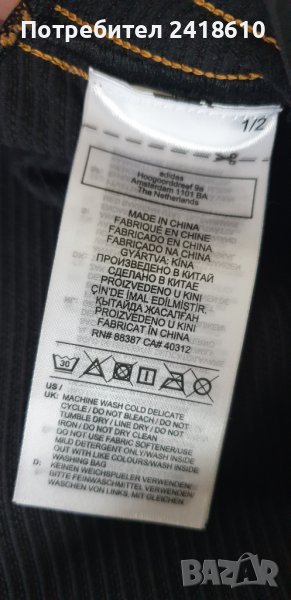 Потребител 2418610
1/2
adidas
Hoogoorddreef 9a
Amsterdam 1101 BA
The Netherlands
MADE IN CHINA
FABRIQUÉ EN CHINE
FABRICADO EN CHINA
FABRICADO NA CHINA
GYÁRTVA: KÍNA
ПРОИЗВЕДЕНО В КИТАЙ
СДЕЛАНО В КИТАЕ
PROIZVEDENO U KINI
ÇİN'DE İMAL EDİLMİŞTİR.
ҚЫТАЙДА ЖАСАЛҒАН
PROIZVEDENO U KINI
FABRICAT ÎN CHINA
RN# 88387 CA# 40312
30
US /
UK: MACHINE WASH COLD DELICATE
CYCLE / DO NOT BLEACH / DO NOT
TUMBLE DRY / LINE DRY / DO NOT
IRON / DO NOT DRY CLEAN
DO NOT USE FABRIC SOFTENER/USE
MILD DETERGENT ONLY/WASH INSIDE
OUT WITH LIKE COLOURS/WASH INSIDE
WASHING BAG
D: KEINEN WEICHSPUELER VERWENDEN/
BITTE FEINWASCHMITTEL VERWENDEN/
WASCHEN VON LINKS, MIT GLEICHEN
BAZAR